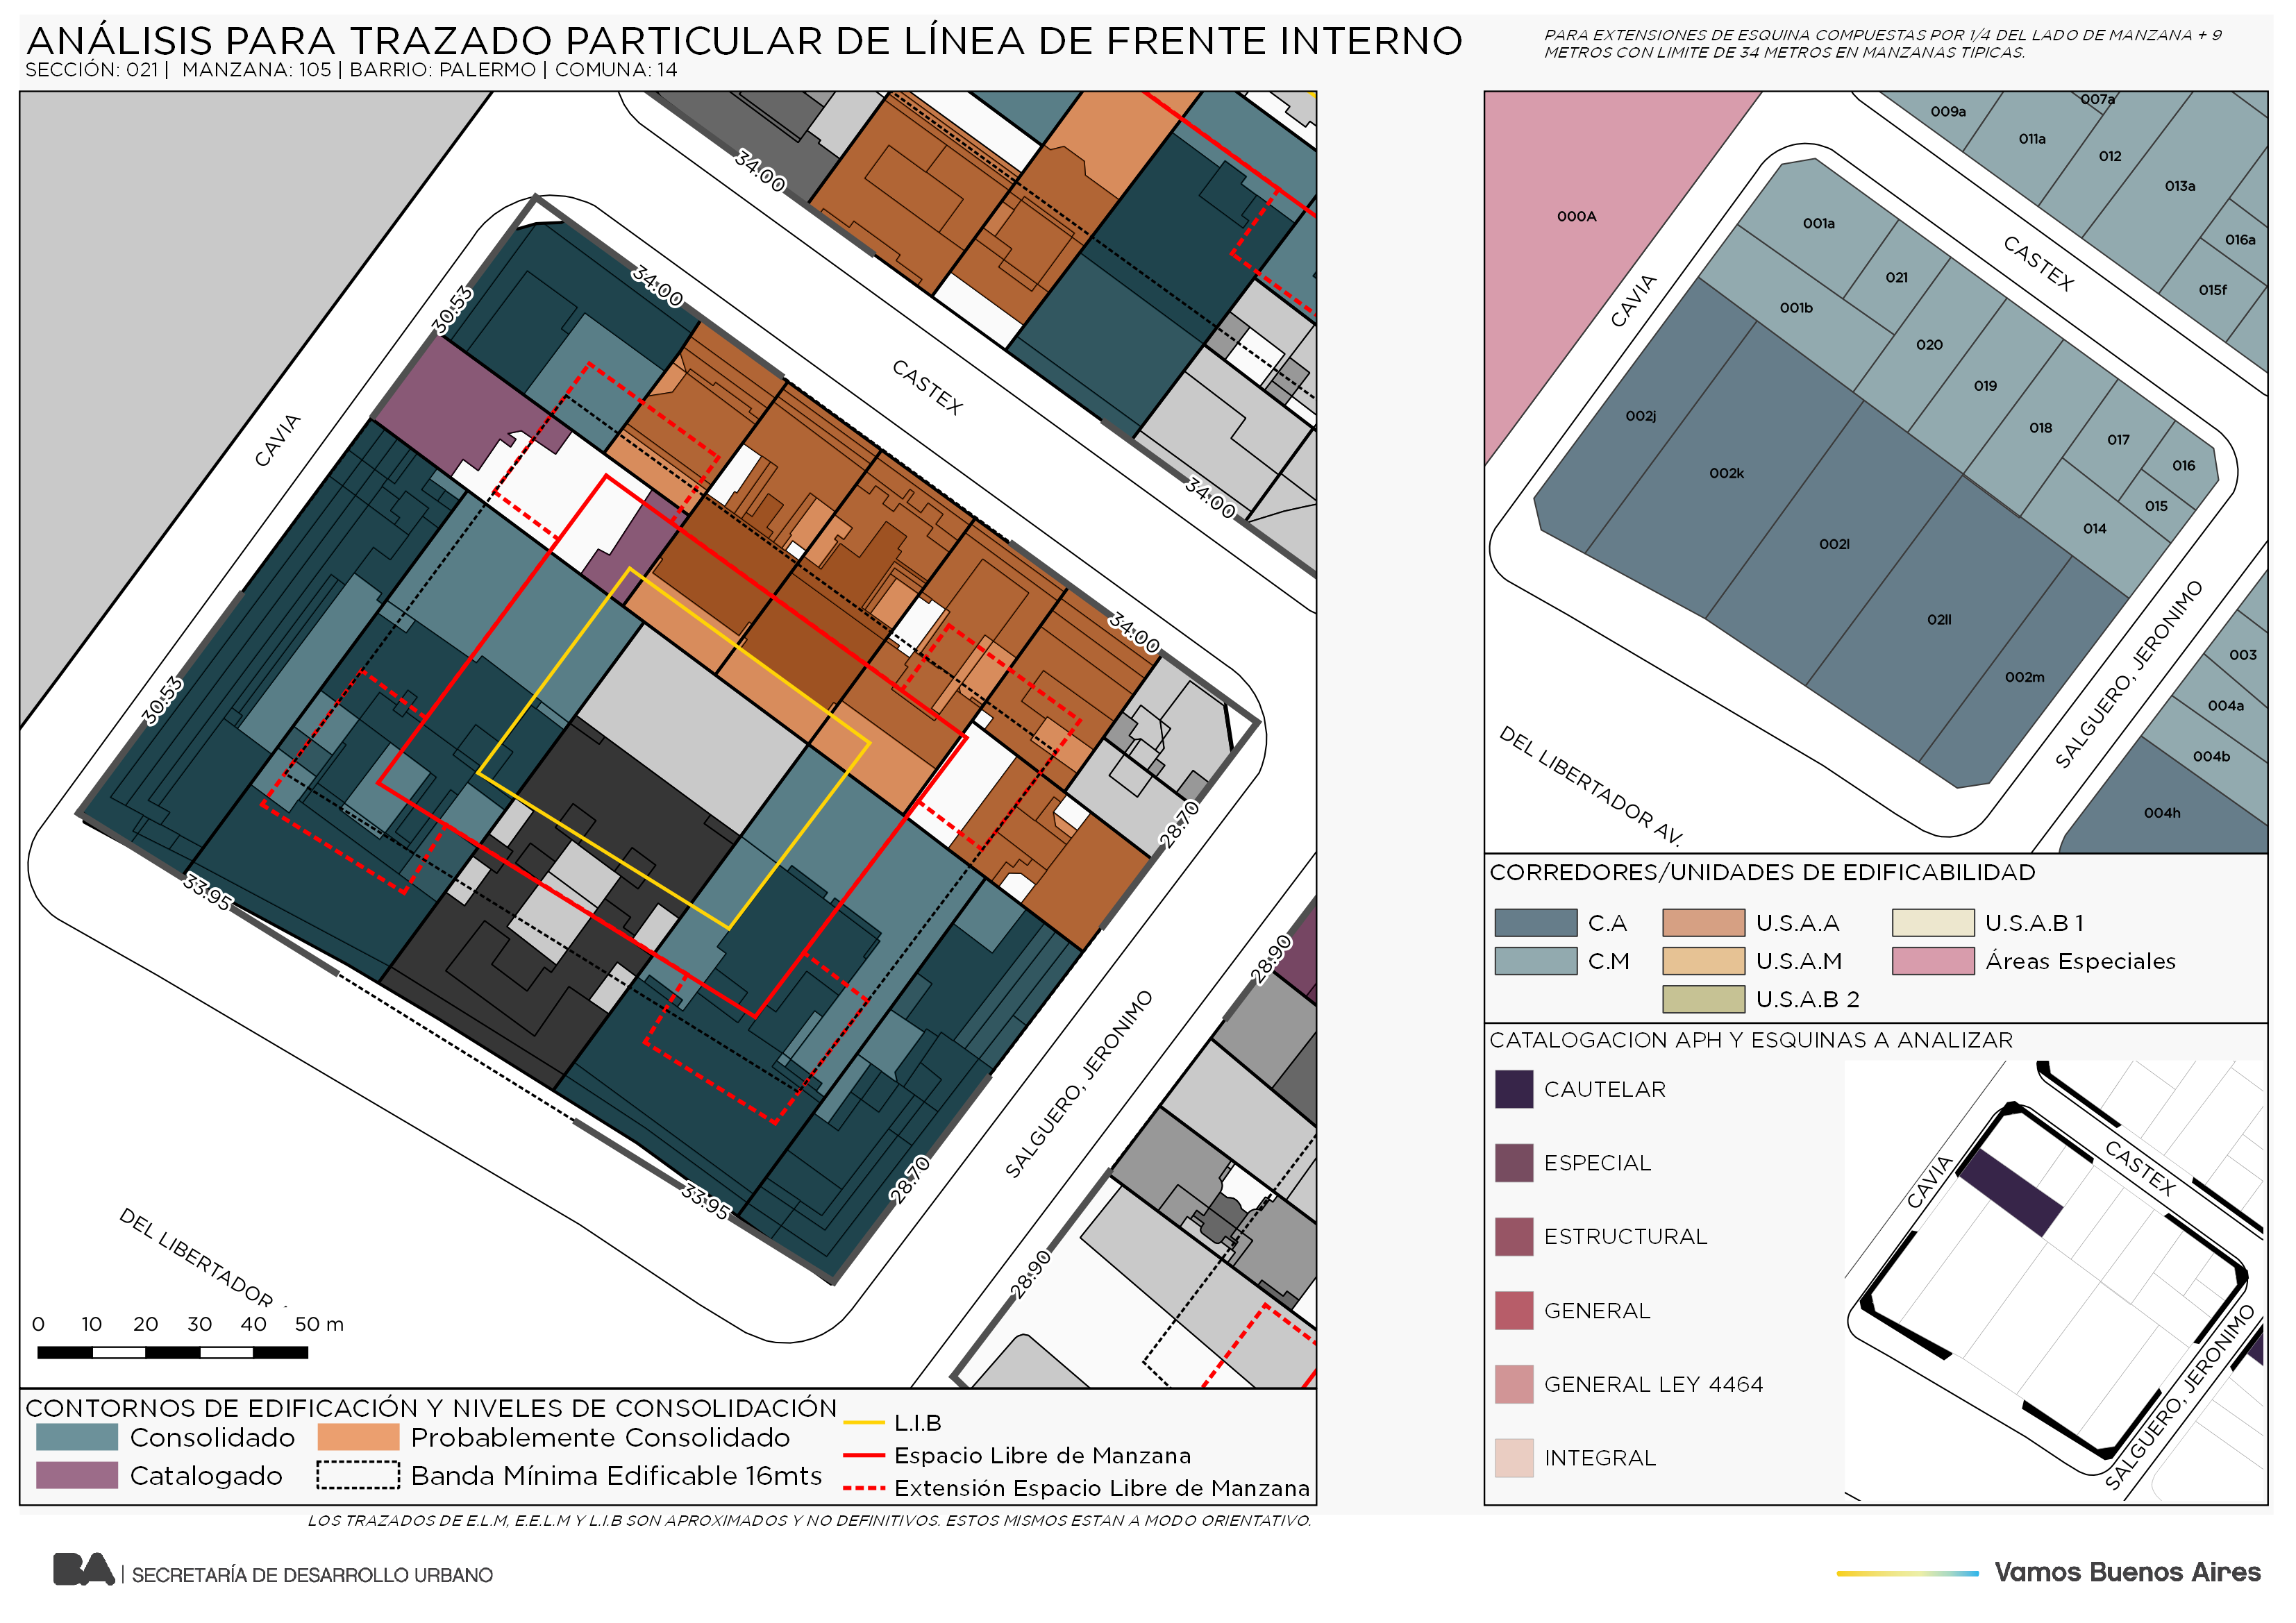 ANÁLISIS PARA TRAZADO PARTICULAR DE LÍNEA DE FRENTE INTERNO
SECCIÓN: 021 | MANZANA: 105 | BARRIO: PALERMO | COMUNA: 14
PARA EXTENSIONES DE ESQUINA COMPUESTAS POR 1/4 DEL LADO DE MANZANA + 9
METROS CON LIMITE DE 34 METROS EN MANZANAS TIPICAS.
34.00
34.00
30.53
CASTEX
CAVIA
34.00
34.00
30.53
28.70
33.95
28.90
SALGUERO, JERONIMO
28.70
33.95
28.90
DEL LIBERTADOR
0 10 20 30 40 50 m
CONTORNOS DE EDIFICACIÓN Y NIVELES DE CONSOLIDACIÓN
Consolidado
Probablemente Consolidado
Catalogado
Banda Mínima Edificable 16mts
L.I.B
Espacio Libre de Manzana
Extensión Espacio Libre de Manzana
LOS TRAZADOS DE E.L.M, E.E.L.M Y L.I.B SON APROXIMADOS Y NO DEFINITIVOS. ESTOS MISMOS ESTAN A MODO ORIENTATIVO.
007a
009a
011a
012
013a
000A
001a
016a
CASTEX
021
015f
CAVIA
001b
020
019
002j
018
017
016
002k
015
014
002l
02ll
003
002m
004a
SALGUERO, JERONIMO
004b
DEL LIBERTADOR AV.
004h
CORREDORES/UNIDADES DE EDIFICABILIDAD
C.A
U.S.A.A
U.S.A.B 1
C.M
U.S.A.M
Áreas Especiales
U.S.A.B 2
CATALOGACION APH Y ESQUINAS A ANALIZAR
CAUTELAR
ESPECIAL
ESTRUCTURAL
GENERAL
GENERAL LEY 4464
INTEGRAL
CAVIA
CASTEX
SALGUERO, JERONIMO
BA | SECRETARÍA DE DESARROLLO URBANO
Vamos Buenos Aires